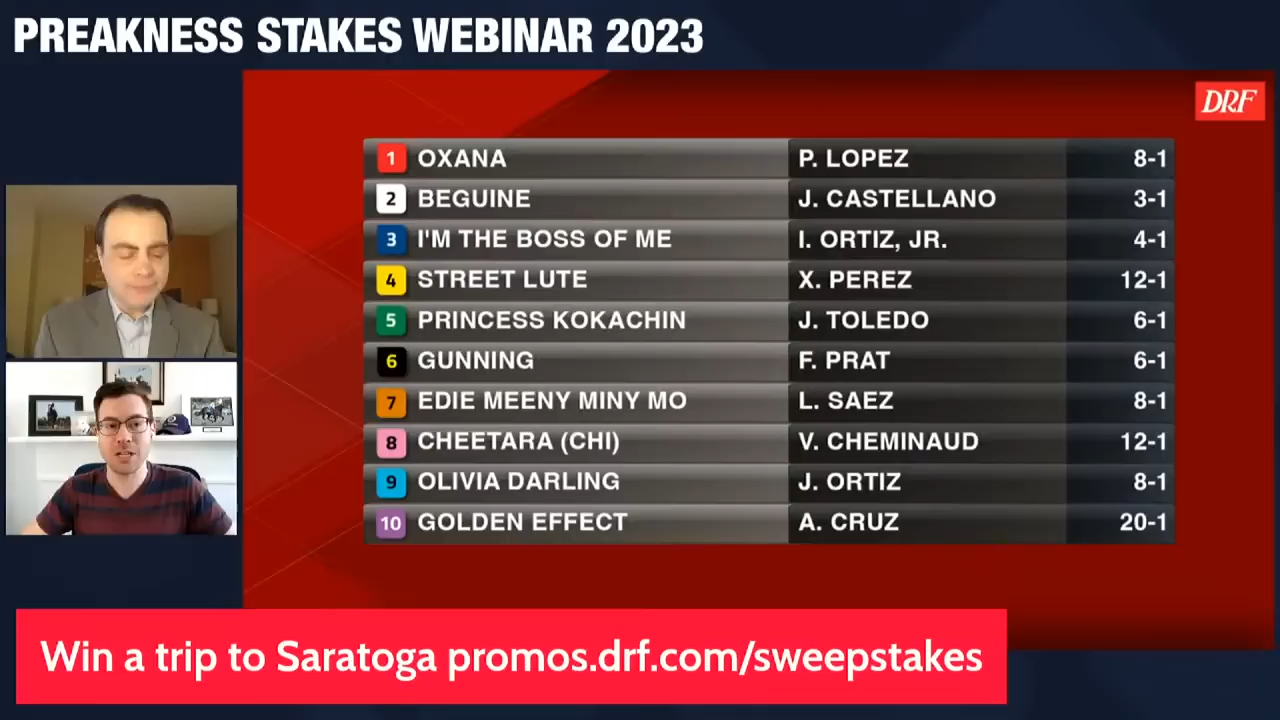 PREAKNESS STAKES WEBINAR 2023
DRF
1 OXANA P. LOPEZ 8-1
2 BEGUINE J. CASTELLANO 3-1
3 I'M THE BOSS OF ME I. ORTIZ, JR. 4-1
4 STREET LUTE X. PEREZ 12-1
5 PRINCESS KOKACHIN J. TOLEDO 6-1
6 GUNNING F. PRAT 6-1
7 EDIE MEENY MINY MO L. SAEZ 8-1
8 CHEETARA (CHI) V. CHEMINAUD 12-1
9 OLIVIA DARLING J. ORTIZ 8-1
10 GOLDEN EFFECT A. CRUZ 20-1
Win a trip to Saratoga promos.drf.com/sweepstakes